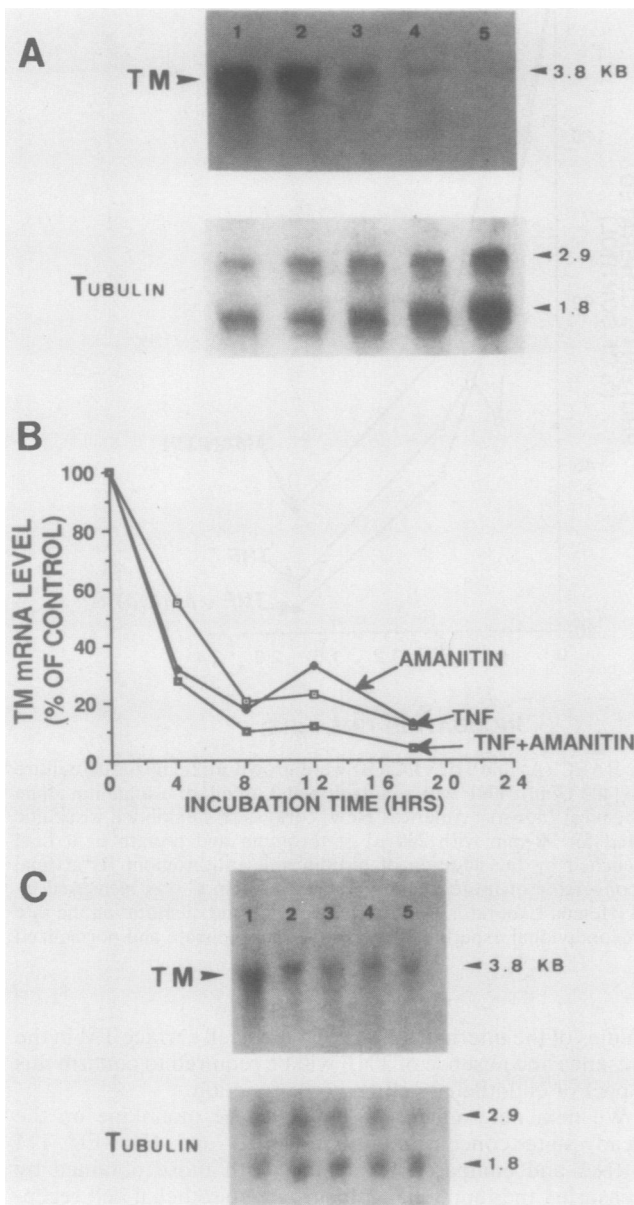 A
1 2 3 4 5
TM
3.8 KB
2.9
TUBULIN
1.8
B
TM mRNA LEVEL
(% OF CONTROL)
100
80
60
40
20
0
AMANITIN
TNF
TNF+AMANITIN
0 4 8 12 16 20 24
INCUBATION TIME (HRS)
C
1 2 3 4 5
TM
3.8 KB
2.9
TUBULIN
1.8